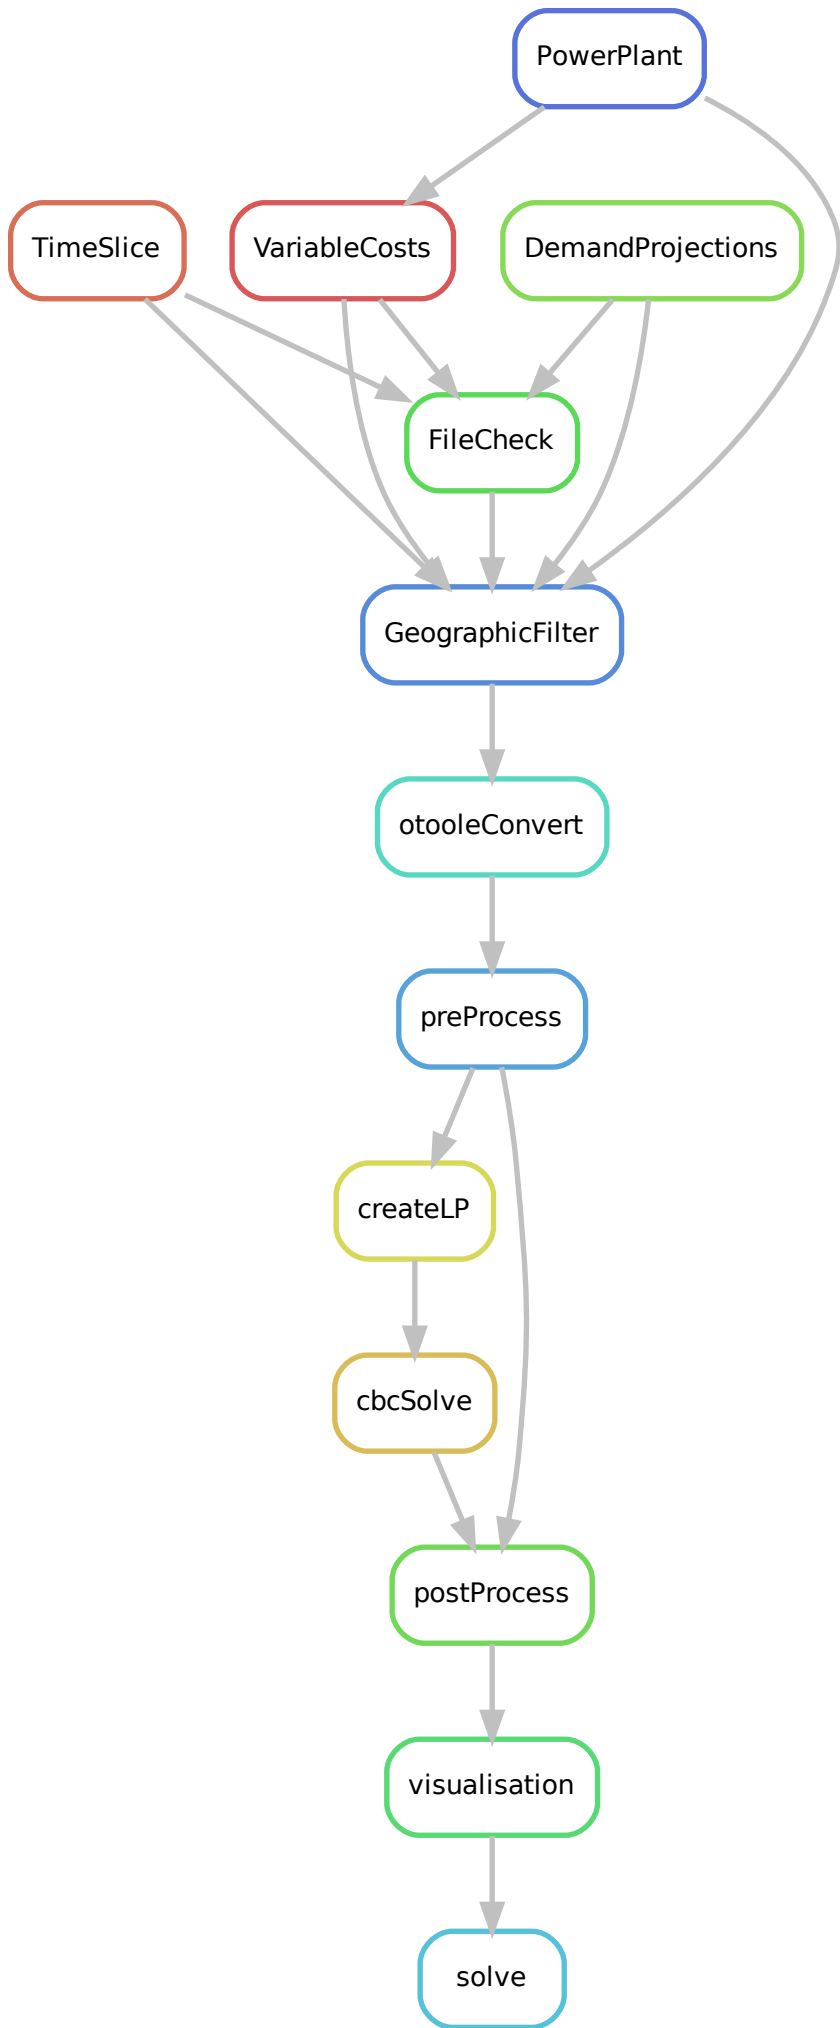 PowerPlant
TimeSlice
VariableCosts
DemandProjections
FileCheck
GeographicFilter
otooleConvert
preProcess
createLP
cbcSolve
postProcess
visualisation
solve